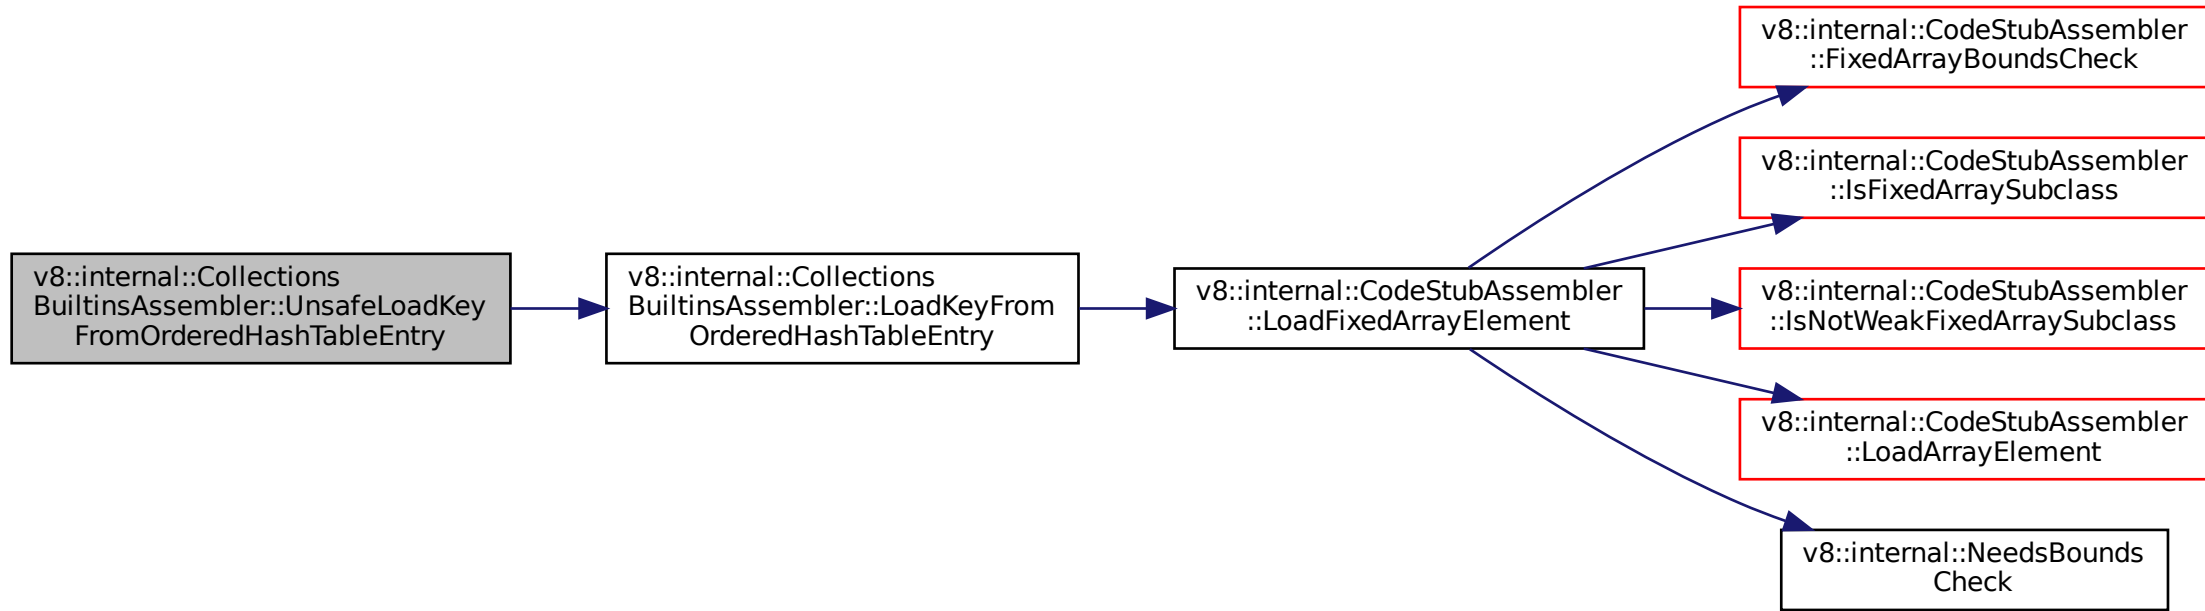 v8::internal::Collections
BuiltinsAssembler::UnsafeLoadKey
FromOrderedHashTableEntry
v8::internal::Collections
BuiltinsAssembler::LoadKeyFrom
OrderedHashTableEntry
v8::internal::CodeStubAssembler
::LoadFixedArrayElement
v8::internal::CodeStubAssembler
::FixedArrayBoundsCheck
v8::internal::CodeStubAssembler
::IsFixedArraySubclass
v8::internal::CodeStubAssembler
::IsNotWeakFixedArraySubclass
v8::internal::CodeStubAssembler
::LoadArrayElement
v8::internal::NeedsBounds
Check